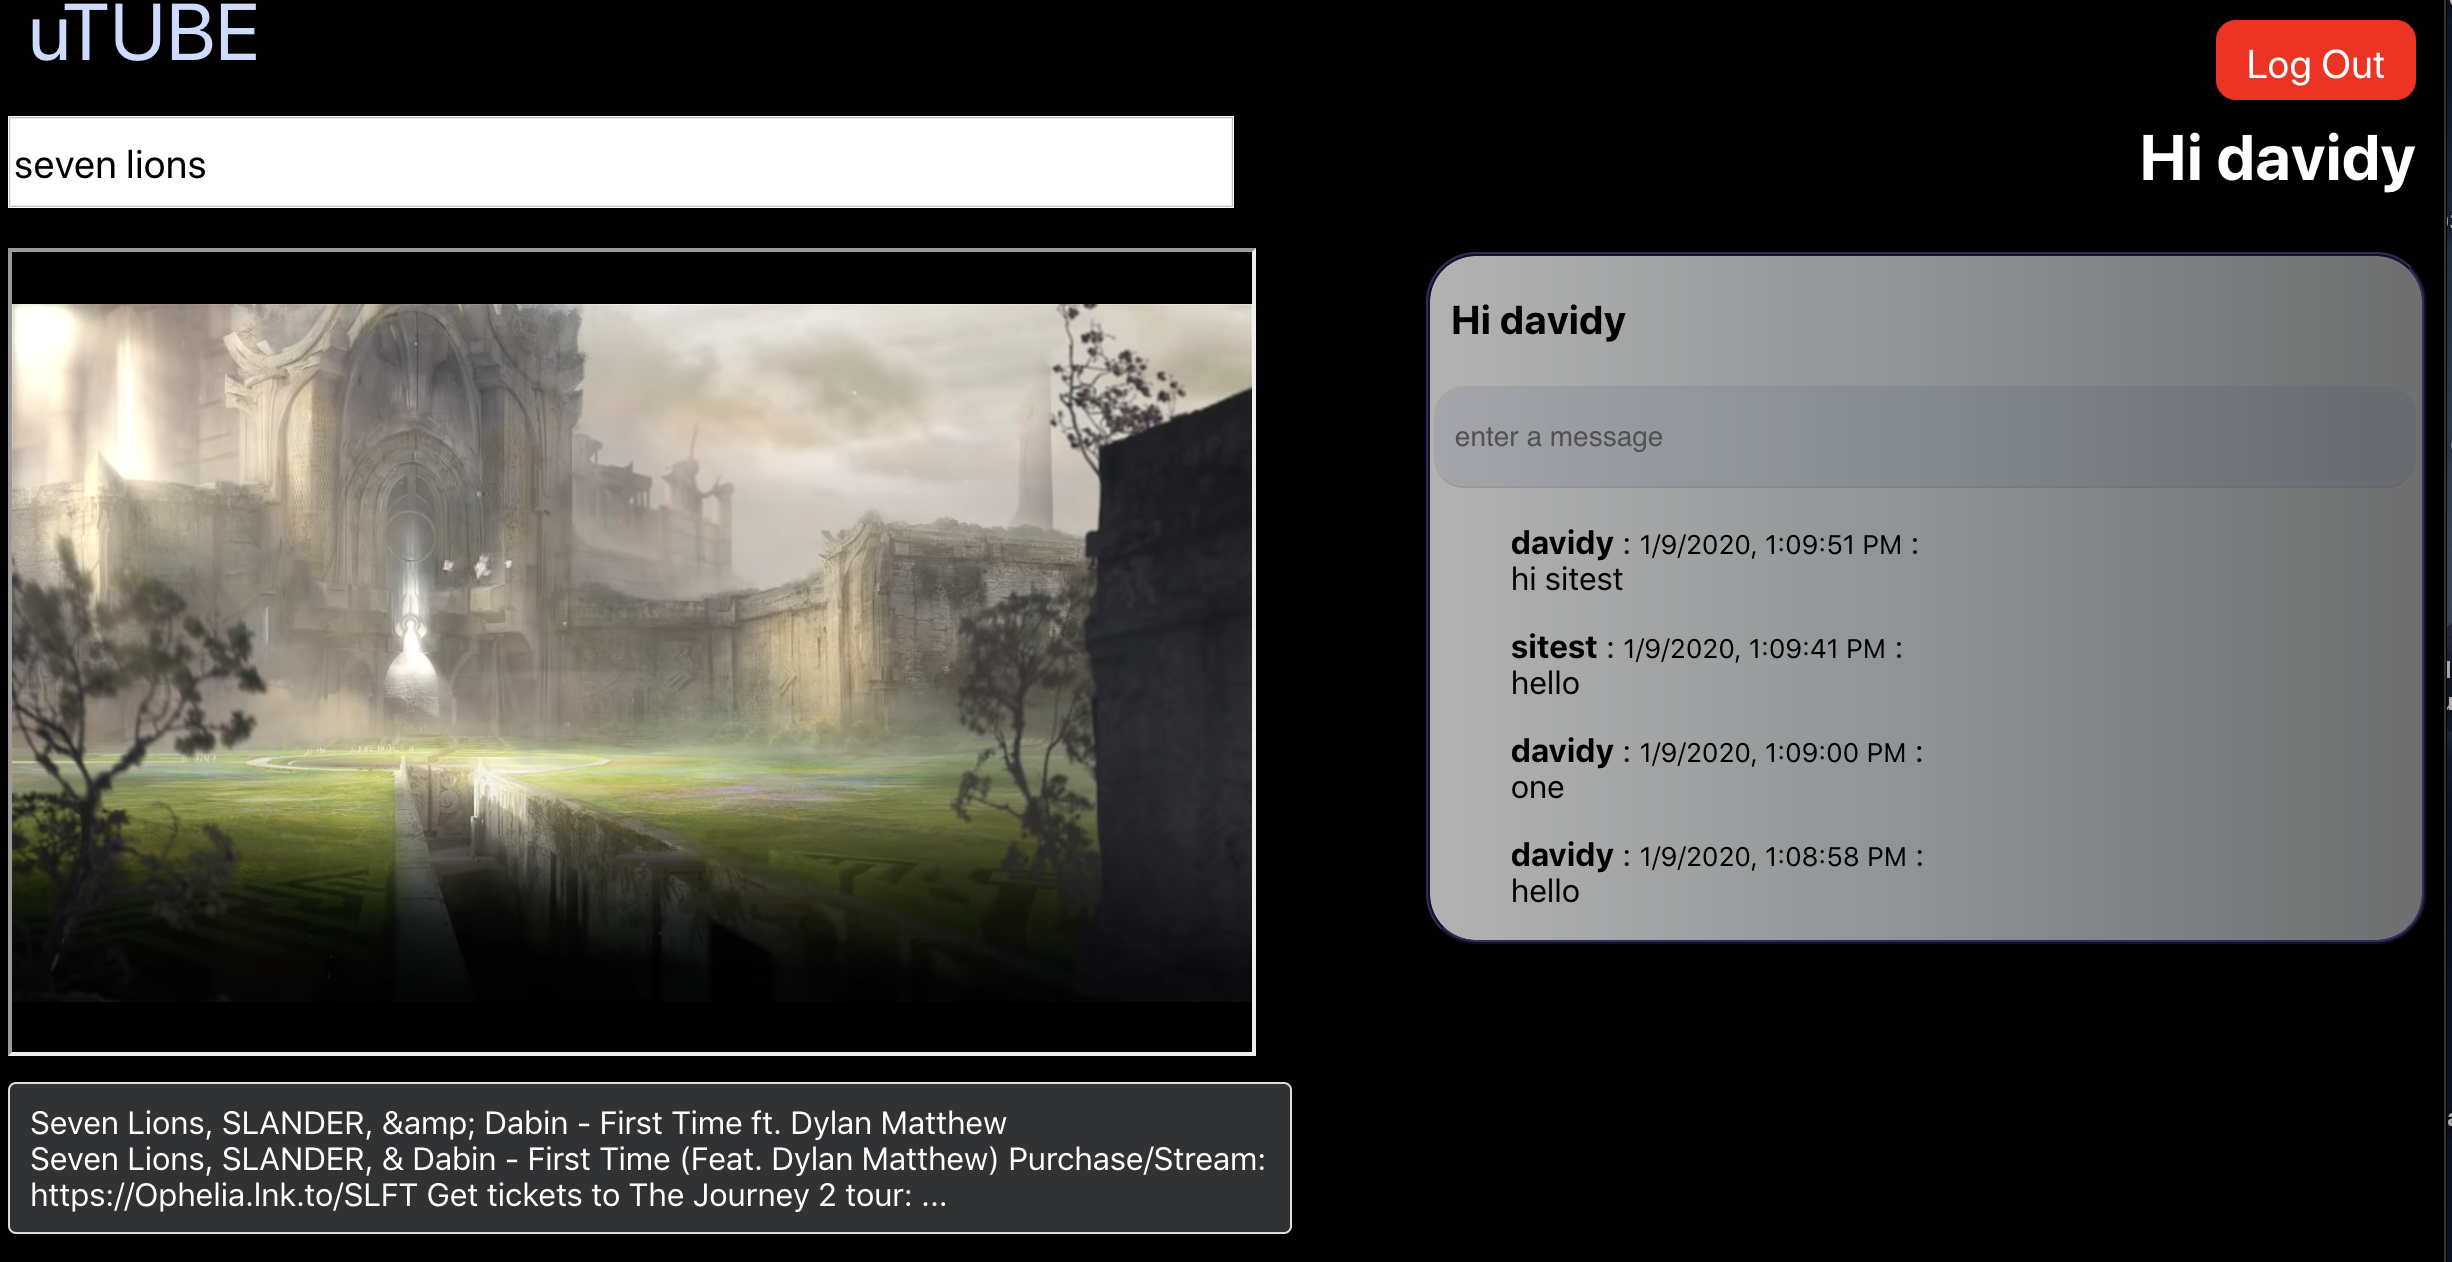 uTUBE
Log Out
seven lions
Hi davidy
Hi davidy
enter a message
davidy : 1/9/2020, 1:09:51 PM :
hi sitest
sitest : 1/9/2020, 1:09:41 PM :
hello
davidy : 1/9/2020, 1:09:00 PM :
one
davidy : 1/9/2020, 1:08:58 PM :
hello
Seven Lions, SLANDER, &amp; Dabin - First Time ft. Dylan Matthew
Seven Lions, SLANDER, & Dabin - First Time (Feat. Dylan Matthew) Purchase/Stream:
https://Ophelia.lnk.to/SLFT Get tickets to The Journey 2 tour: ...